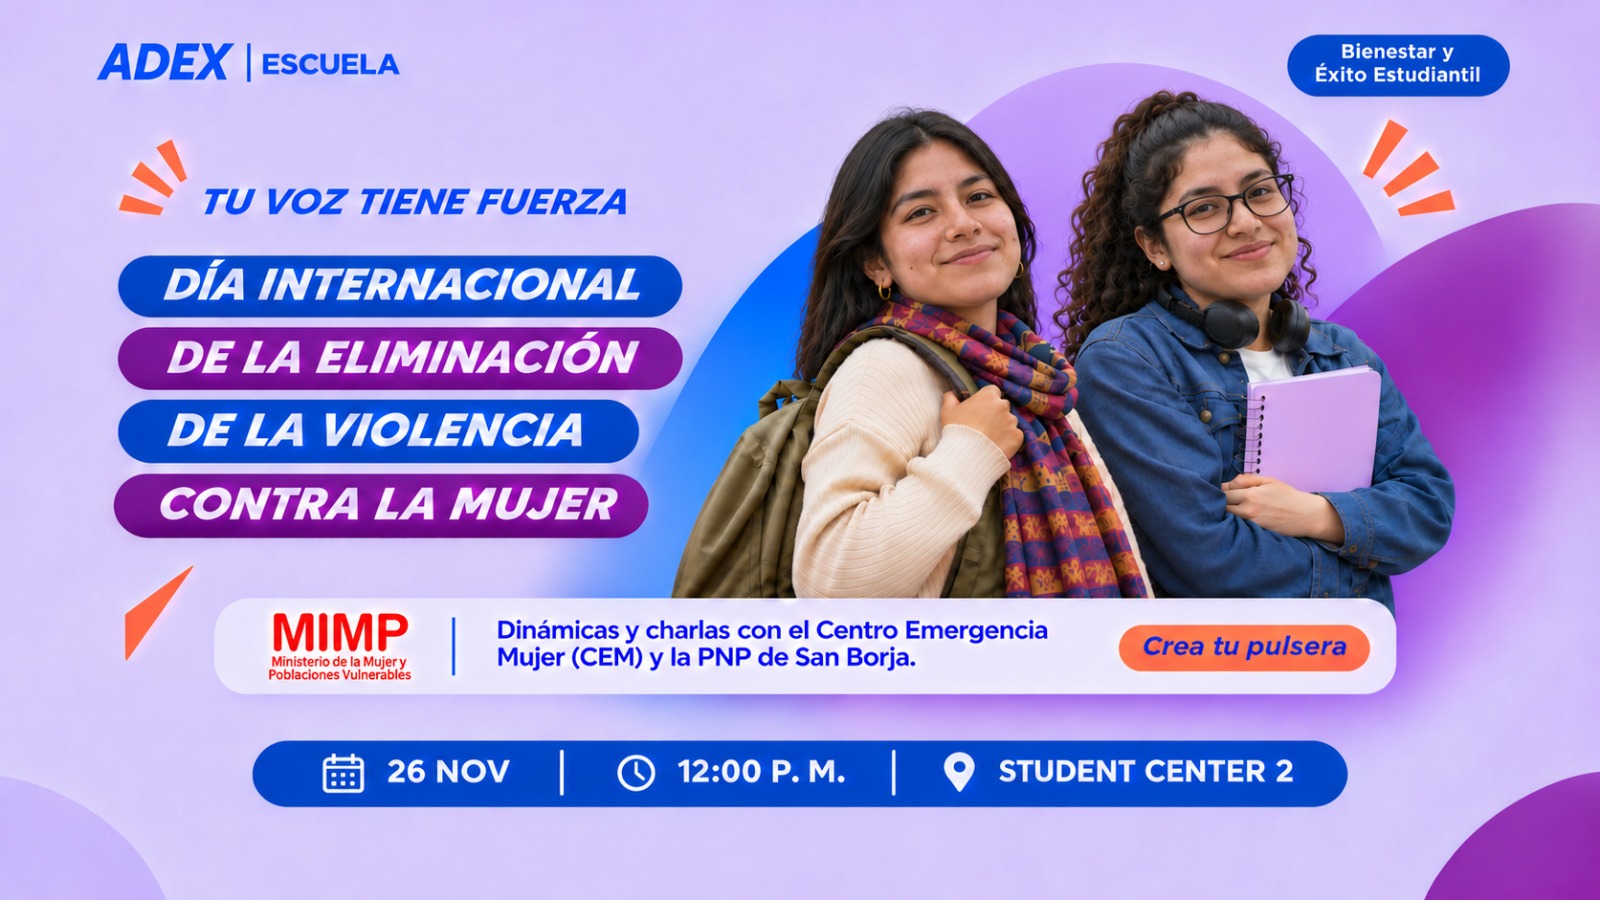 ADEX | ESCUELA
Bienestar y
Éxito Estudiantil
TU VOZ TIENE FUERZA
DÍA INTERNACIONAL
DE LA ELIMINACIÓN
DE LA VIOLENCIA
CONTRA LA MUJER
MIMP
Ministerio de la Mujer y
Poblaciones Vulnerables
Dinámicas y charlas con el Centro Emergencia
Mujer (CEM) y la PNP de San Borja.
Crea tu pulsera
26 NOV | 12:00 P. M. | STUDENT CENTER 2